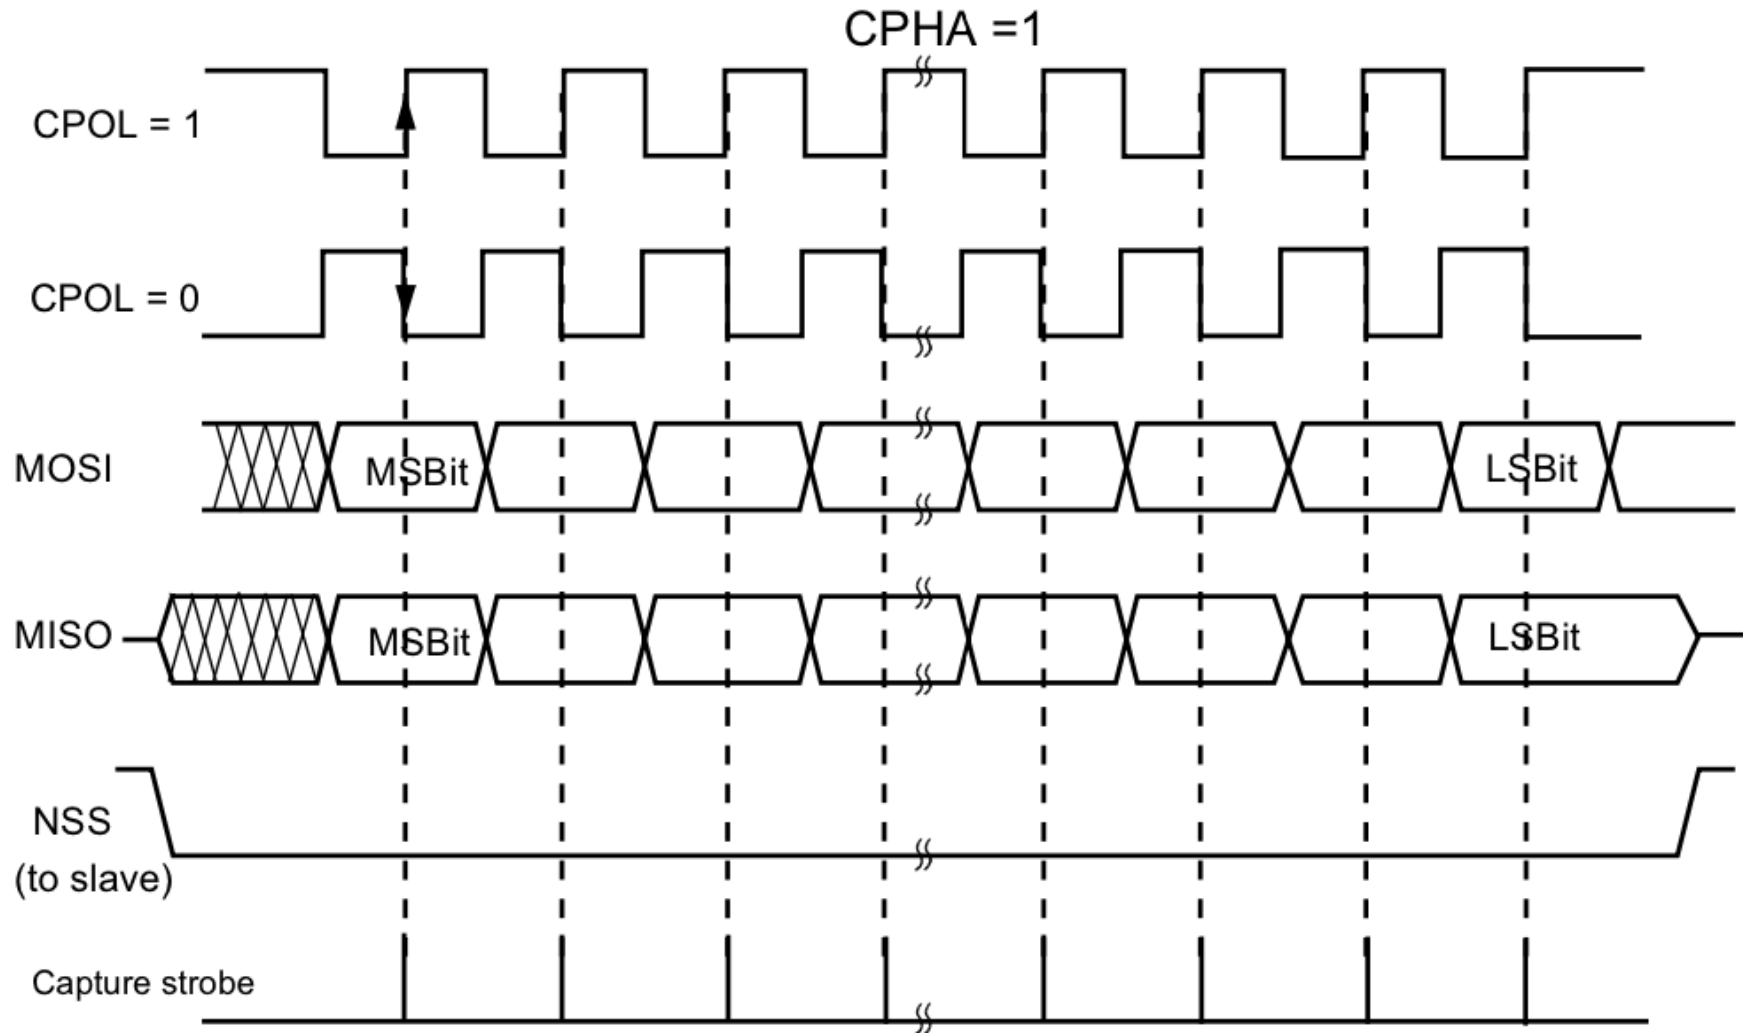 CPHA =1
CPOL = 1
CPOL = 0
MOSI
MSBit
LSBit
MISO
MSBit
LSBit
NSS
(to slave)
Capture strobe